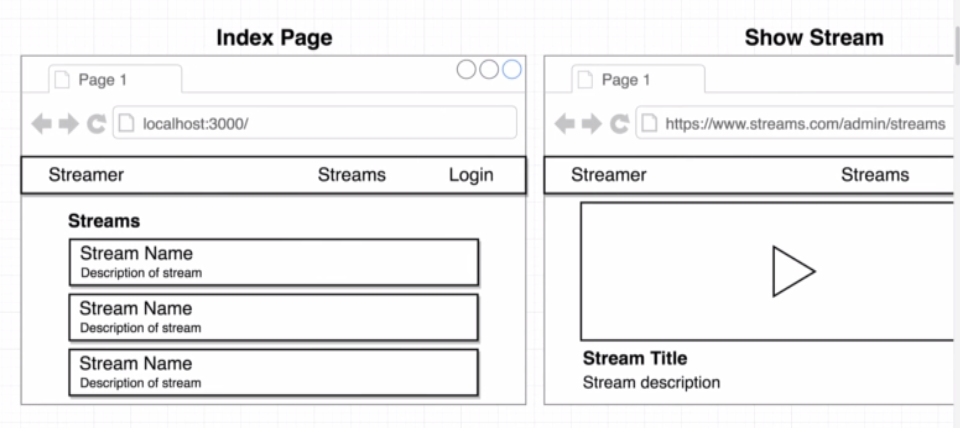 Index Page
Page 1
localhost:3000/
Streamer Streams Login
Streams
Stream Name
Description of stream
Stream Name
Description of stream
Stream Name
Description of stream
Show Stream
Page 1
https://www.streams.com/admin/streams
Streamer Streams
Stream Title
Stream description